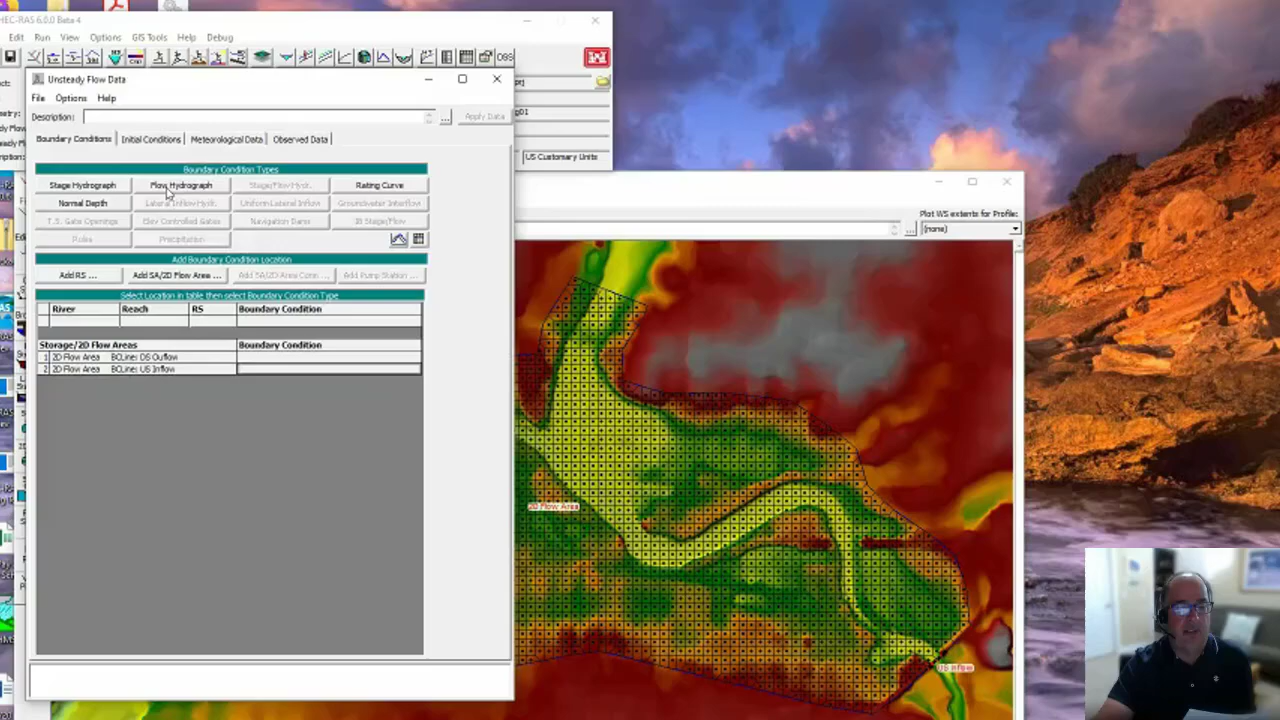 HEC-RAS 6.0.0 Beta 4
Edit Run View Options GIS Tools Help Debug
DSS
Unsteady Flow Data
File Options Help
Description: ... Apply Data
Boundary Conditions Initial Conditions Meteorological Data Observed Data
US Customary Units
Boundary Condition Types
Stage Hydrograph Flow Hydrograph Stage/Flow Hydr. Rating Curve
Normal Depth Lateral Inflow Hydr. Uniform Lateral Inflow Groundwater Interflow
T.S. Gate Openings Elev Controlled Gates Navigation Dams IB Stage/Flow
Rules Precipitation
Add Boundary Condition Location
Add RS ... Add SA/2D Flow Area ... Add SA/2D Area Conn ... Add Pump Station ...
Select Location in table then select Boundary Condition Type
River Reach RS Boundary Condition
Storage/2D Flow Areas Boundary Condition
1 2D Flow Area BCLine: DS Outflow
2 2D Flow Area BCLine: US Inflow
Plot WS extents for Profile:
... (none)
2D Flow Area
US Inflow